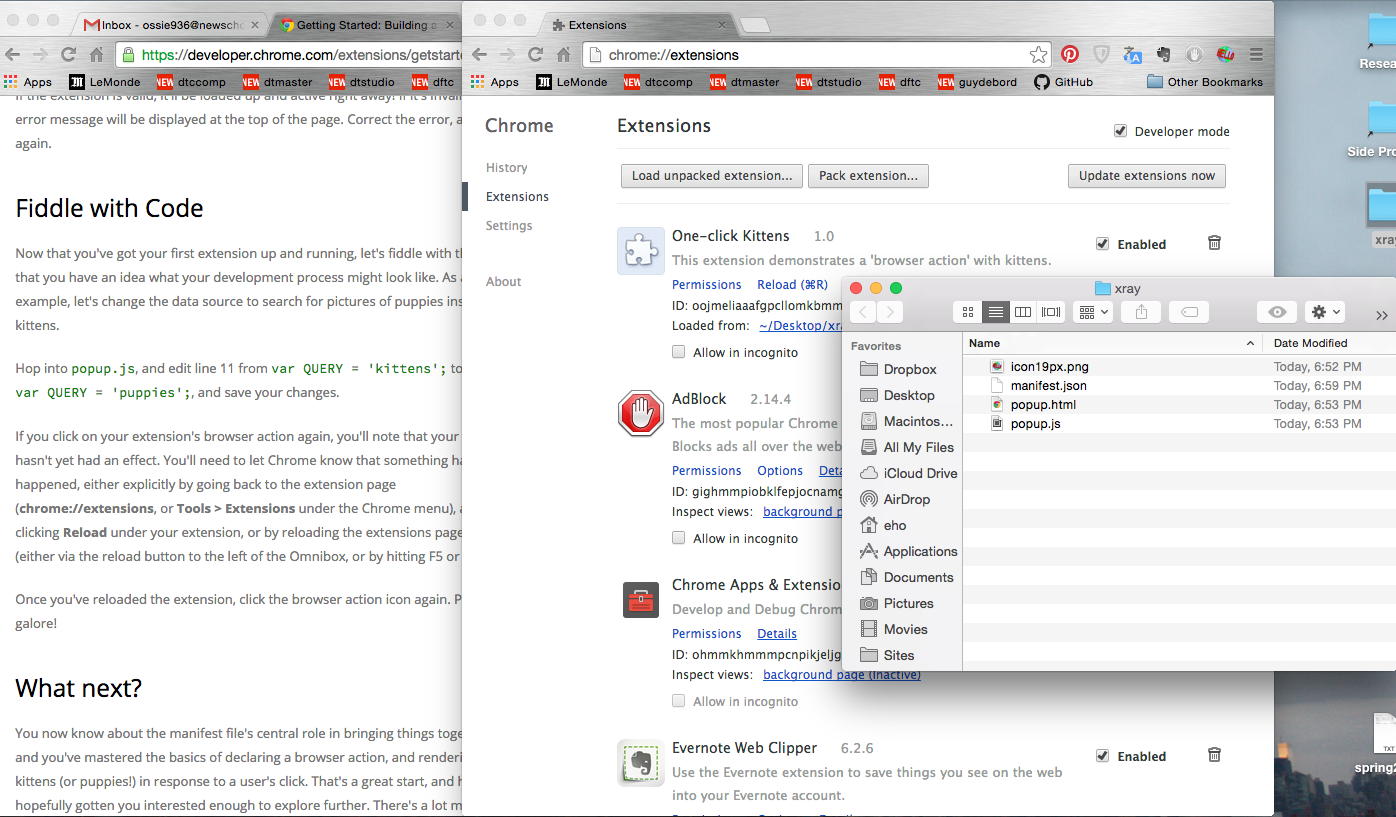 Inbox - ossie936@newscho
Getting Started: Building a
https://developer.chrome.com/extensions/getstarte
Apps LeMonde dtccomp dtmaster dtstudio dftc
error message will be displayed at the top of the page. Correct the error, a
again.
Fiddle with Code
Now that you've got your first extension up and running, let's fiddle with th
that you have an idea what your development process might look like. As a
example, let's change the data source to search for pictures of puppies ins
kittens.
Hop into popup.js, and edit line 11 from var QUERY = 'kittens'; to
var QUERY = 'puppies';, and save your changes.
If you click on your extension's browser action again, you'll note that your
hasn't yet had an effect. You'll need to let Chrome know that something ha
happened, either explicitly by going back to the extension page
(chrome://extensions, or Tools > Extensions under the Chrome menu), a
clicking Reload under your extension, or by reloading the extensions page
(either via the reload button to the left of the Omnibox, or by hitting F5 or
Once you've reloaded the extension, click the browser action icon again. P
galore!
What next?
You now know about the manifest file's central role in bringing things toge
and you've mastered the basics of declaring a browser action, and renderi
kittens (or puppies!) in response to a user's click. That's a great start, and h
hopefully gotten you interested enough to explore further. There's a lot m
Extensions
chrome://extensions
Apps LeMonde NEW dtccomp NEW dtmaster NEW dtstudio NEW dftc NEW guydebord GitHub Other Bookmarks
Chrome
History
Extensions
Settings
About
Extensions
Developer mode
Load unpacked extension... Pack extension... Update extensions now
One-click Kittens 1.0
Enabled
This extension demonstrates a 'browser action' with kittens.
Permissions Reload (⌘R)
ID: oojmeliaaafgpcllomkbmm
Loaded from: ~/Desktop/xra
Allow in incognito
AdBlock 2.14.4
The most popular Chrome
Blocks ads all over the web
Permissions Options Deta
ID: gighmmpiobklfepjocnamg
Inspect views: background p
Allow in incognito
Chrome Apps & Extensio
Develop and Debug Chrom
Permissions Details
ID: ohmmkhmmmpcnpikjeljg
Inspect views: background page (Inactive)
Allow in incognito
Evernote Web Clipper 6.2.6
Enabled
Use the Evernote extension to save things you see on the web
into your Evernote account.
xray
Favorites
Dropbox
Desktop
Macintos...
All My Files
iCloud Drive
AirDrop
eho
Applications
Documents
Pictures
Movies
Sites
Name Date Modified
icon19px.png Today, 6:52 PM
manifest.json Today, 6:59 PM
popup.html Today, 6:53 PM
popup.js Today, 6:53 PM
Resea
Side Pro
xray
TXT
spring2